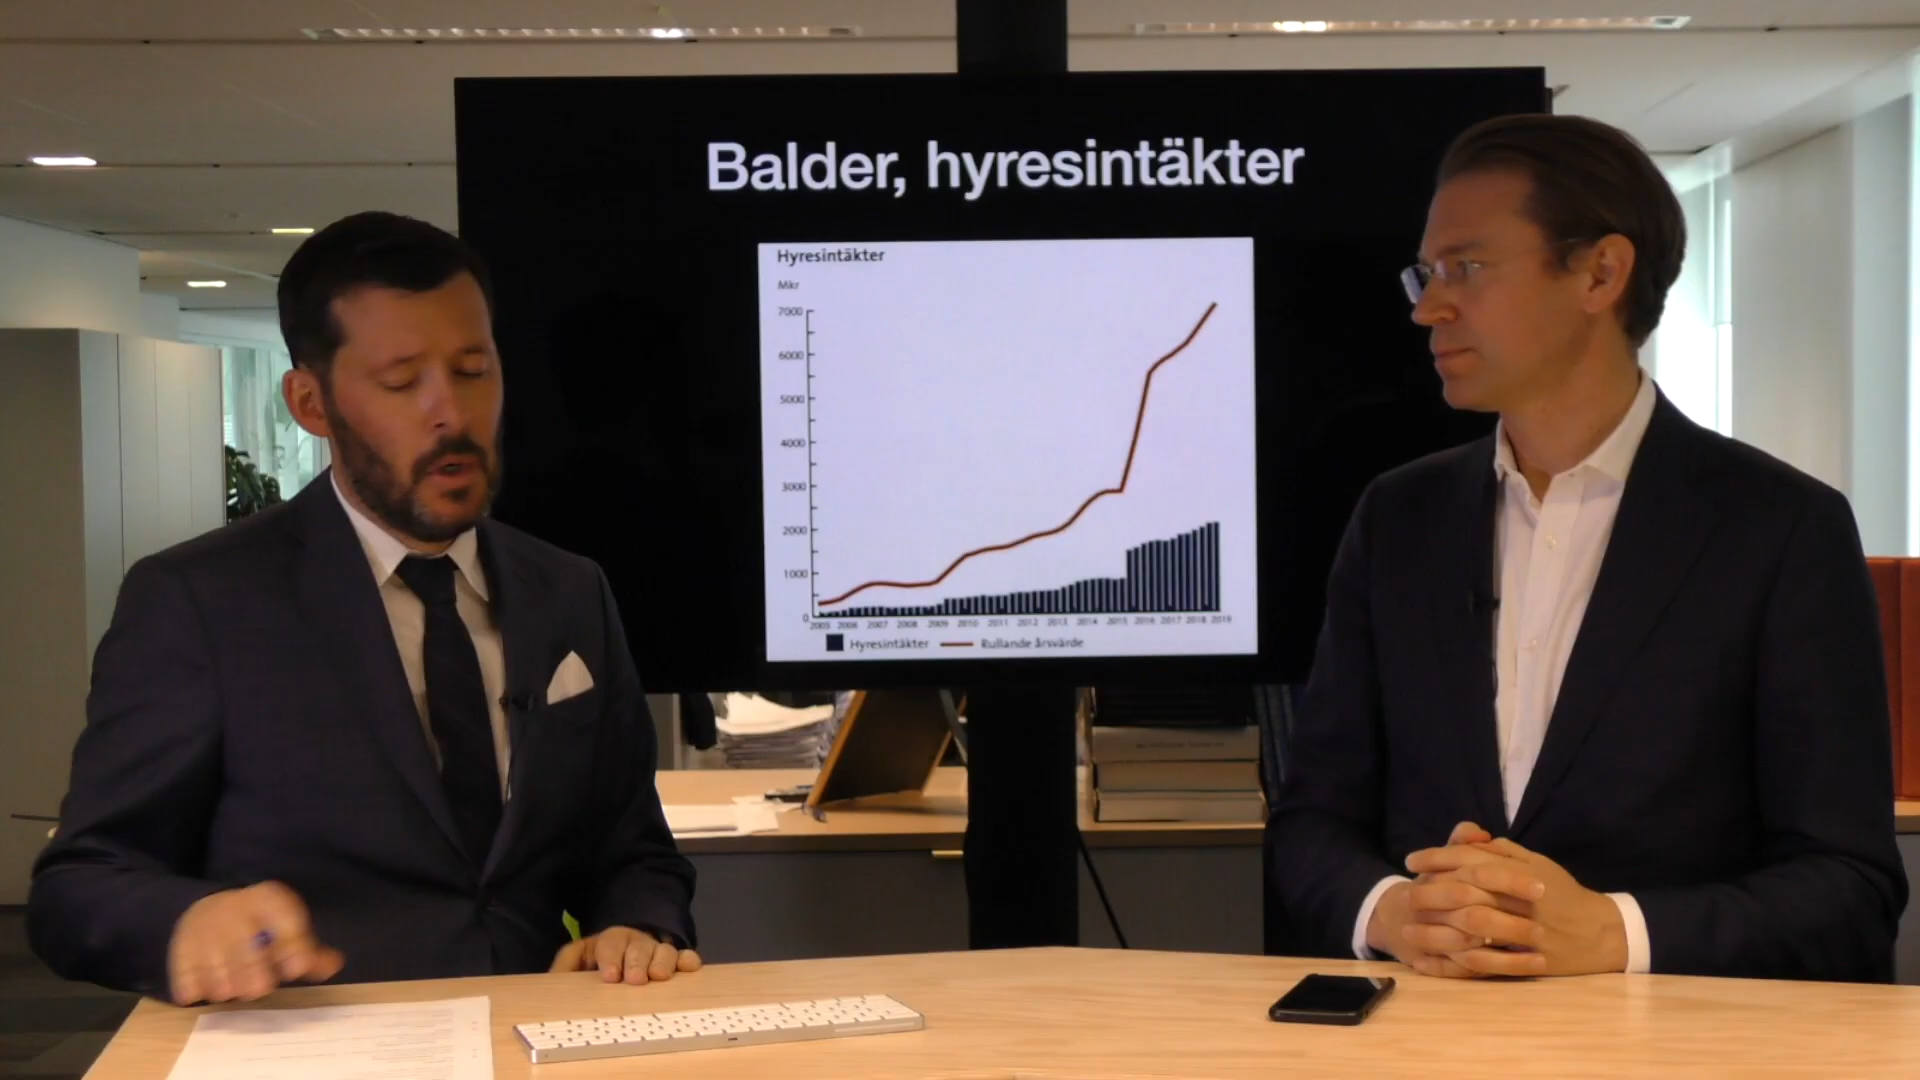 Balder, hyresintäkter
Hyresintäkter
Mkr
7000
6000
5000
4000
3000
2000
1000
0
2005 2006 2007 2008 2009 2010 2011 2012 2013 2014 2015 2016 2017 2018 2019
Hyresintäkter Rullande årsvärde